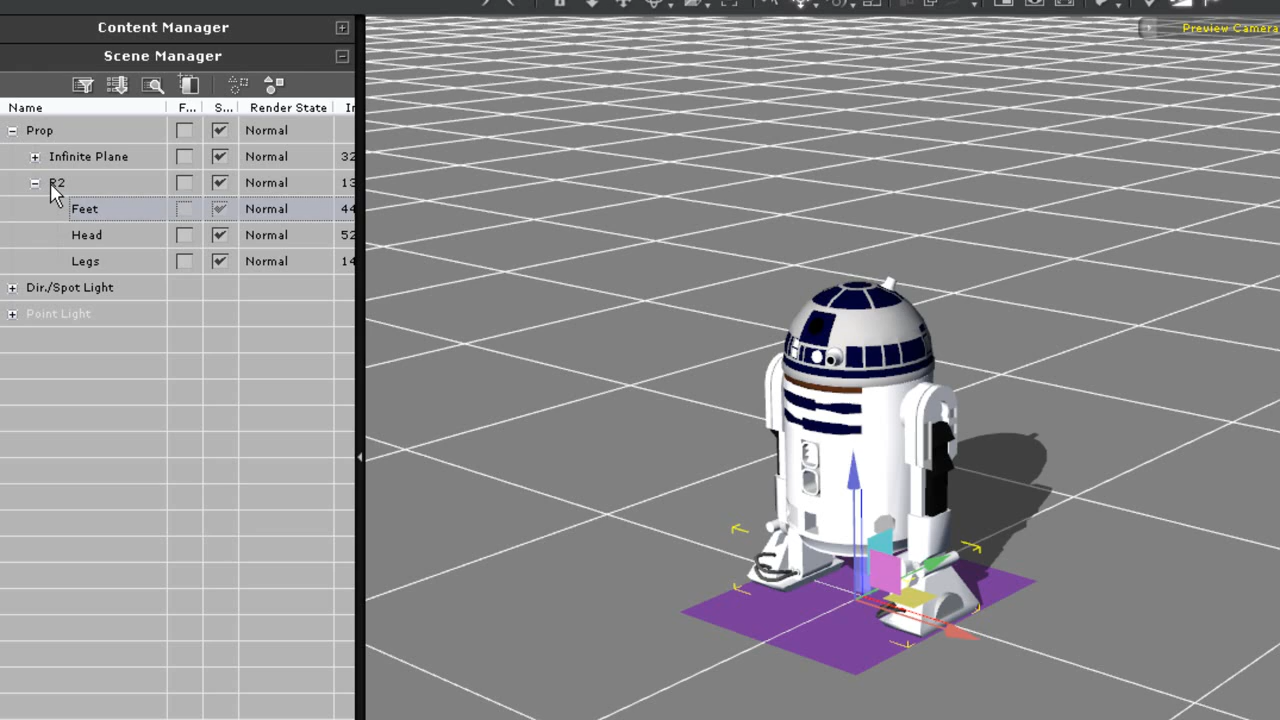 Content Manager
Scene Manager
Preview Camera
Name F... S... Render State
Prop Normal
Infinite Plane Normal 32
R2 Normal 13
Feet Normal 44
Head Normal 52
Legs Normal 14
Dir./Spot Light
Point Light